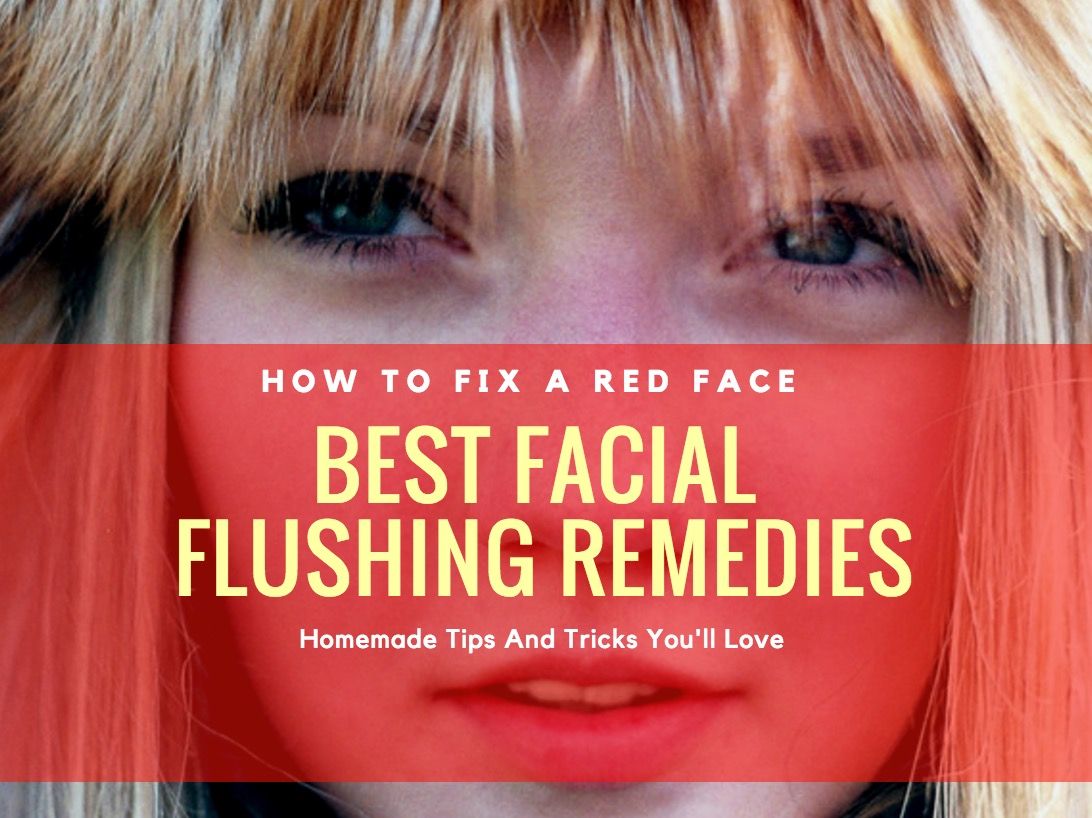 HOW TO FIX A RED FACE
BEST FACIAL
FLUSHING REMEDIES
Homemade Tips And Tricks You'll Love